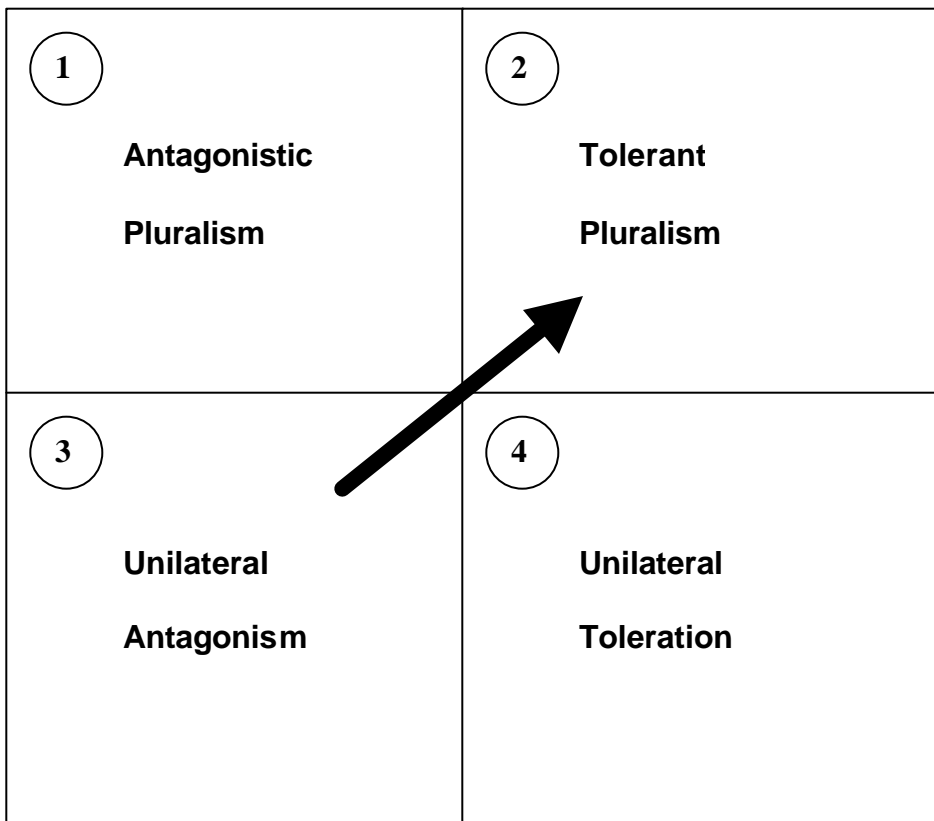 1
Antagonistic
Pluralism
2
Tolerant
Pluralism
3
Unilateral
Antagonism
4
Unilateral
Toleration